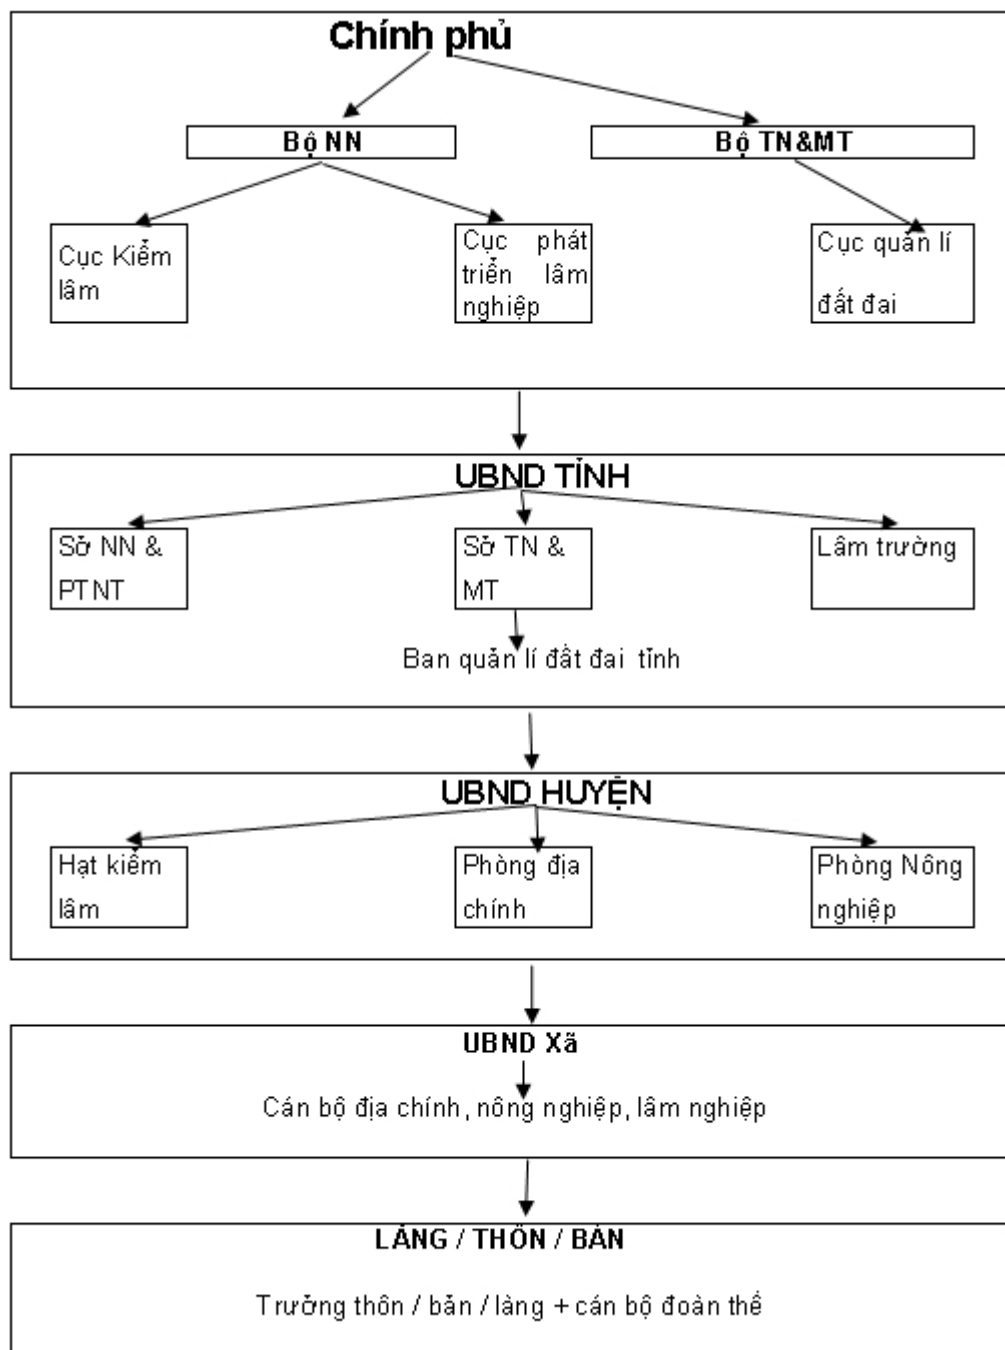 Chính phủ
Bộ NN
Bộ TN&MT
Cục Kiểm
lâm
Cục phát
triển lâm
nghiệp
Cục quản lí
đất đai
UBND TỈNH
Sở NN &
PTNT
Sở TN &
MT
Lâm trường
Ban quản lí đất đai tỉnh
UBND HUYỆN
Hạt kiểm
lâm
Phòng địa
chính
Phòng Nông
nghiệp
UBND Xã
Cán bộ địa chính, nông nghiệp, lâm nghiệp
LÀNG / THÔN / BẢN
Trưởng thôn / bản / làng + cán bộ đoàn thể